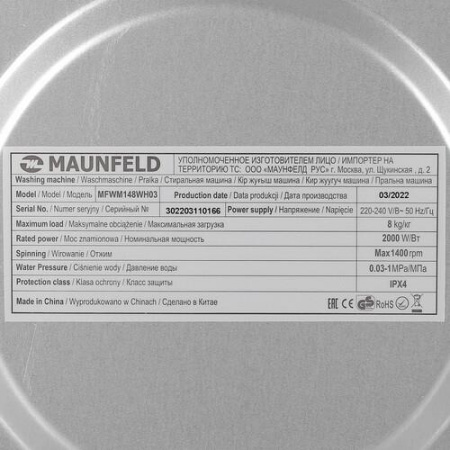 MAUNFELD
УПОЛНОМОЧЕННОЕ ИЗГОТОВИТЕЛЕМ ЛИЦО / ИМПОРТЕР НА
ТЕРРИТОРИЮ ТС: ООО «МАУНФЕЛД РУС» г. Москва, ул. Щукинская , д. 2
Washing machine / Waschmaschine / Pralka / Стиральная машина / Кір жуғыш машина / Кир жуугуч машина / Пральна машина
Model / Model / Модель MFWM148WH03 Production date / Data produkcji / Дата производства 03/2022
Serial No. / Numer seryjny / Серийный № 302203110166 Power supply / Напряжение / Napięcie 220-240 V/В~ 50 Hz/Гц
Maximum load / Maksymalne obciążenie / Максимальная загрузка 8 kg/кг
Rated power / Moc znamionowa / Номинальная мощность 2000 W/Вт
Spinning / Wirowanie / Отжим Max1400rpm
Water Pressure / Ciśnienie wody / Давление воды 0.03-1MPa/МПа
Protection class / Klasa ochrony / Класс защиты IPX4
Made in China / Wyprodukowano w Chinach / Сделано в Китае EAC CE GS RoHS